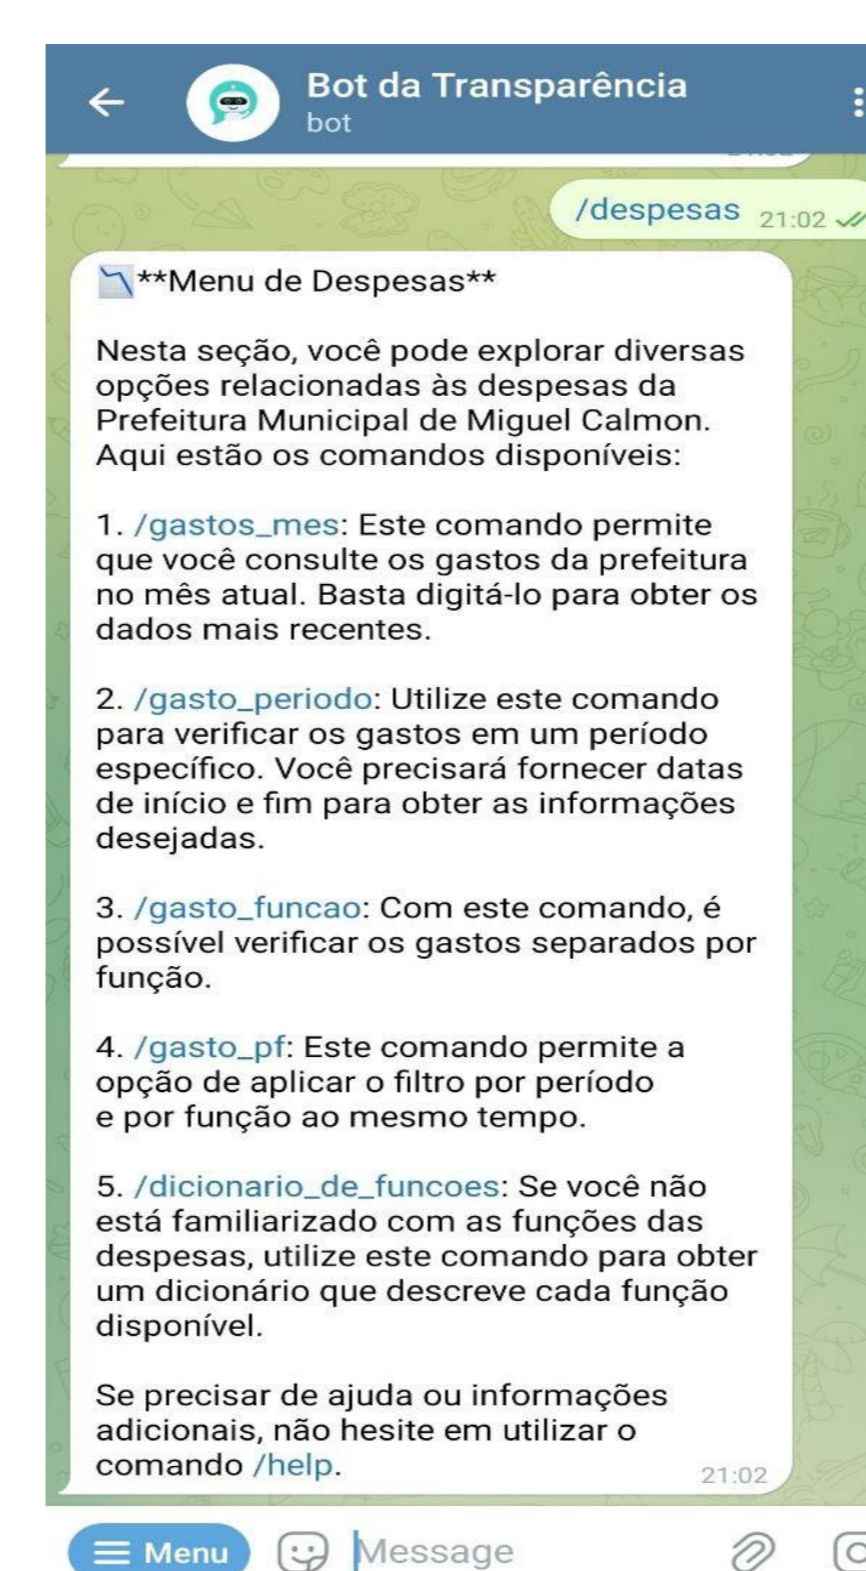 Bot da Transparência
bot
/despesas 21:02
**Menu de Despesas**
Nesta seção, você pode explorar diversas
opções relacionadas às despesas da
Prefeitura Municipal de Miguel Calmon.
Aqui estão os comandos disponíveis:
1. /gastos_mes: Este comando permite
que você consulte os gastos da prefeitura
no mês atual. Basta digitá-lo para obter os
dados mais recentes.
2. /gasto_periodo: Utilize este comando
para verificar os gastos em um período
específico. Você precisará fornecer datas
de início e fim para obter as informações
desejadas.
3. /gasto_funcao: Com este comando, é
possível verificar os gastos separados por
função.
4. /gasto_pf: Este comando permite a
opção de aplicar o filtro por período
e por função ao mesmo tempo.
5. /dicionario_de_funcoes: Se você não
está familiarizado com as funções das
despesas, utilize este comando para obter
um dicionário que descreve cada função
disponível.
Se precisar de ajuda ou informações
adicionais, não hesite em utilizar o
comando /help.
21:02
Menu
Message